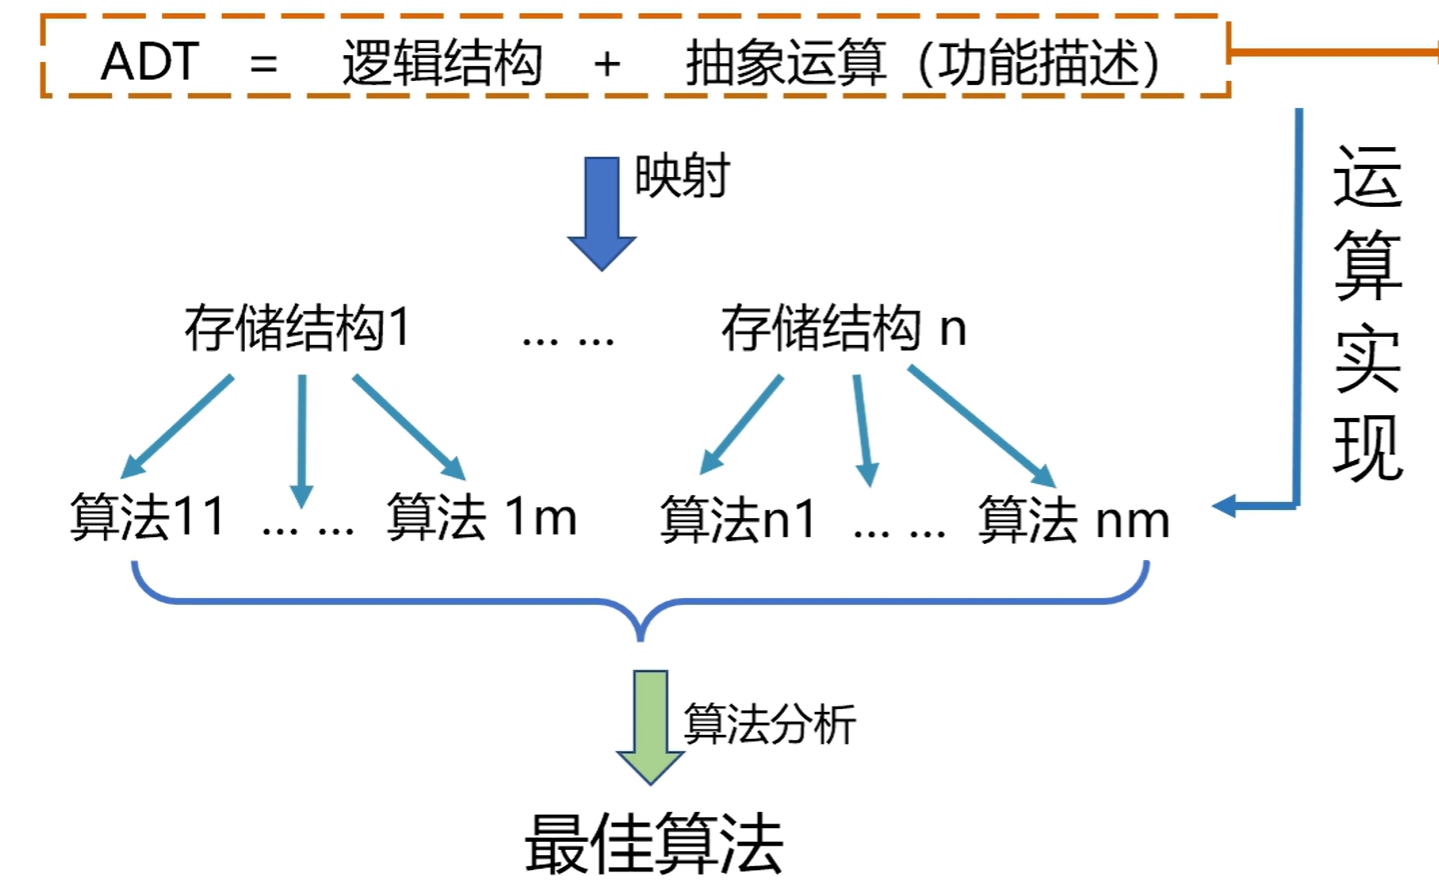 ADT = 逻辑结构 + 抽象运算（功能描述）
映射
运算实现
存储结构1 ... ... 存储结构 n
算法11 ... ... 算法 1m 算法n1 ... ... 算法 nm
算法分析
最佳算法